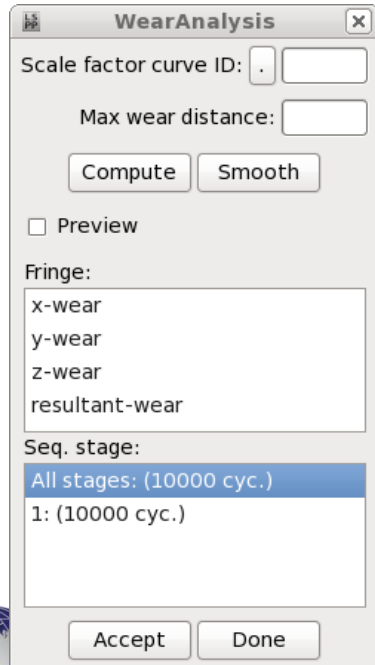 WearAnalysis
Scale factor curve ID: .
Max wear distance:
Compute Smooth
Preview
Fringe:
x-wear
y-wear
z-wear
resultant-wear
Seq. stage:
All stages: (10000 cyc.)
1: (10000 cyc.)
Accept Done